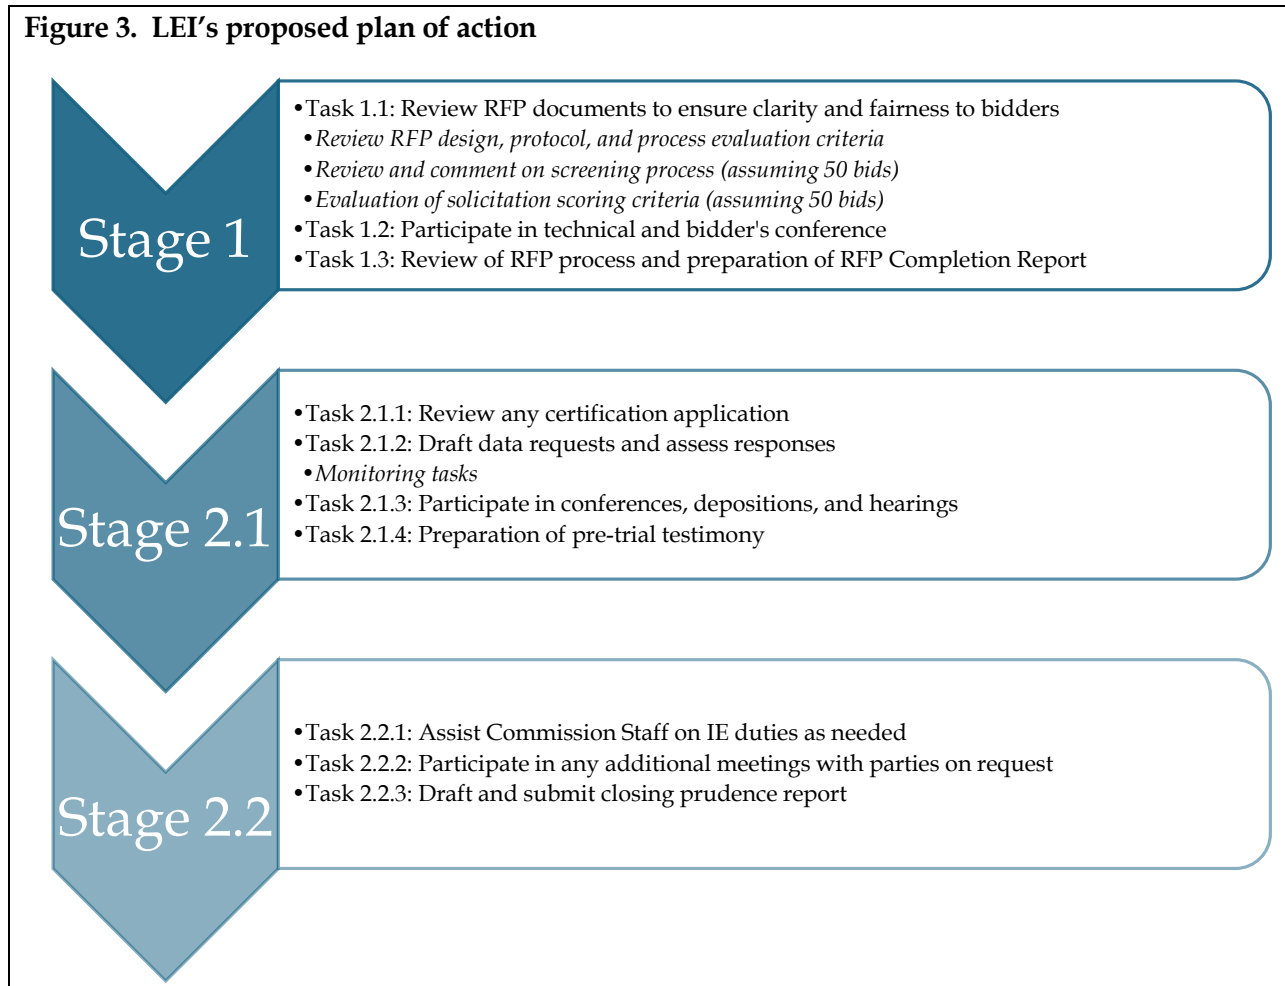 Figure 3.  LEI’s proposed plan of action
Stage 1
•Task 1.1: Review RFP documents to ensure clarity and fairness to bidders
•Review RFP design, protocol, and process evaluation criteria
•Review and comment on screening process (assuming 50 bids)
•Evaluation of solicitation scoring criteria (assuming 50 bids)
•Task 1.2: Participate in technical and bidder's conference
•Task 1.3: Review of RFP process and preparation of RFP Completion Report
Stage 2.1
•Task 2.1.1: Review any certification application
•Task 2.1.2: Draft data requests and assess responses
•Monitoring tasks
•Task 2.1.3: Participate in conferences, depositions, and hearings
•Task 2.1.4: Preparation of pre-trial testimony
Stage 2.2
•Task 2.2.1: Assist Commission Staff on IE duties as needed
•Task 2.2.2: Participate in any additional meetings with parties on request
•Task 2.2.3: Draft and submit closing prudence report